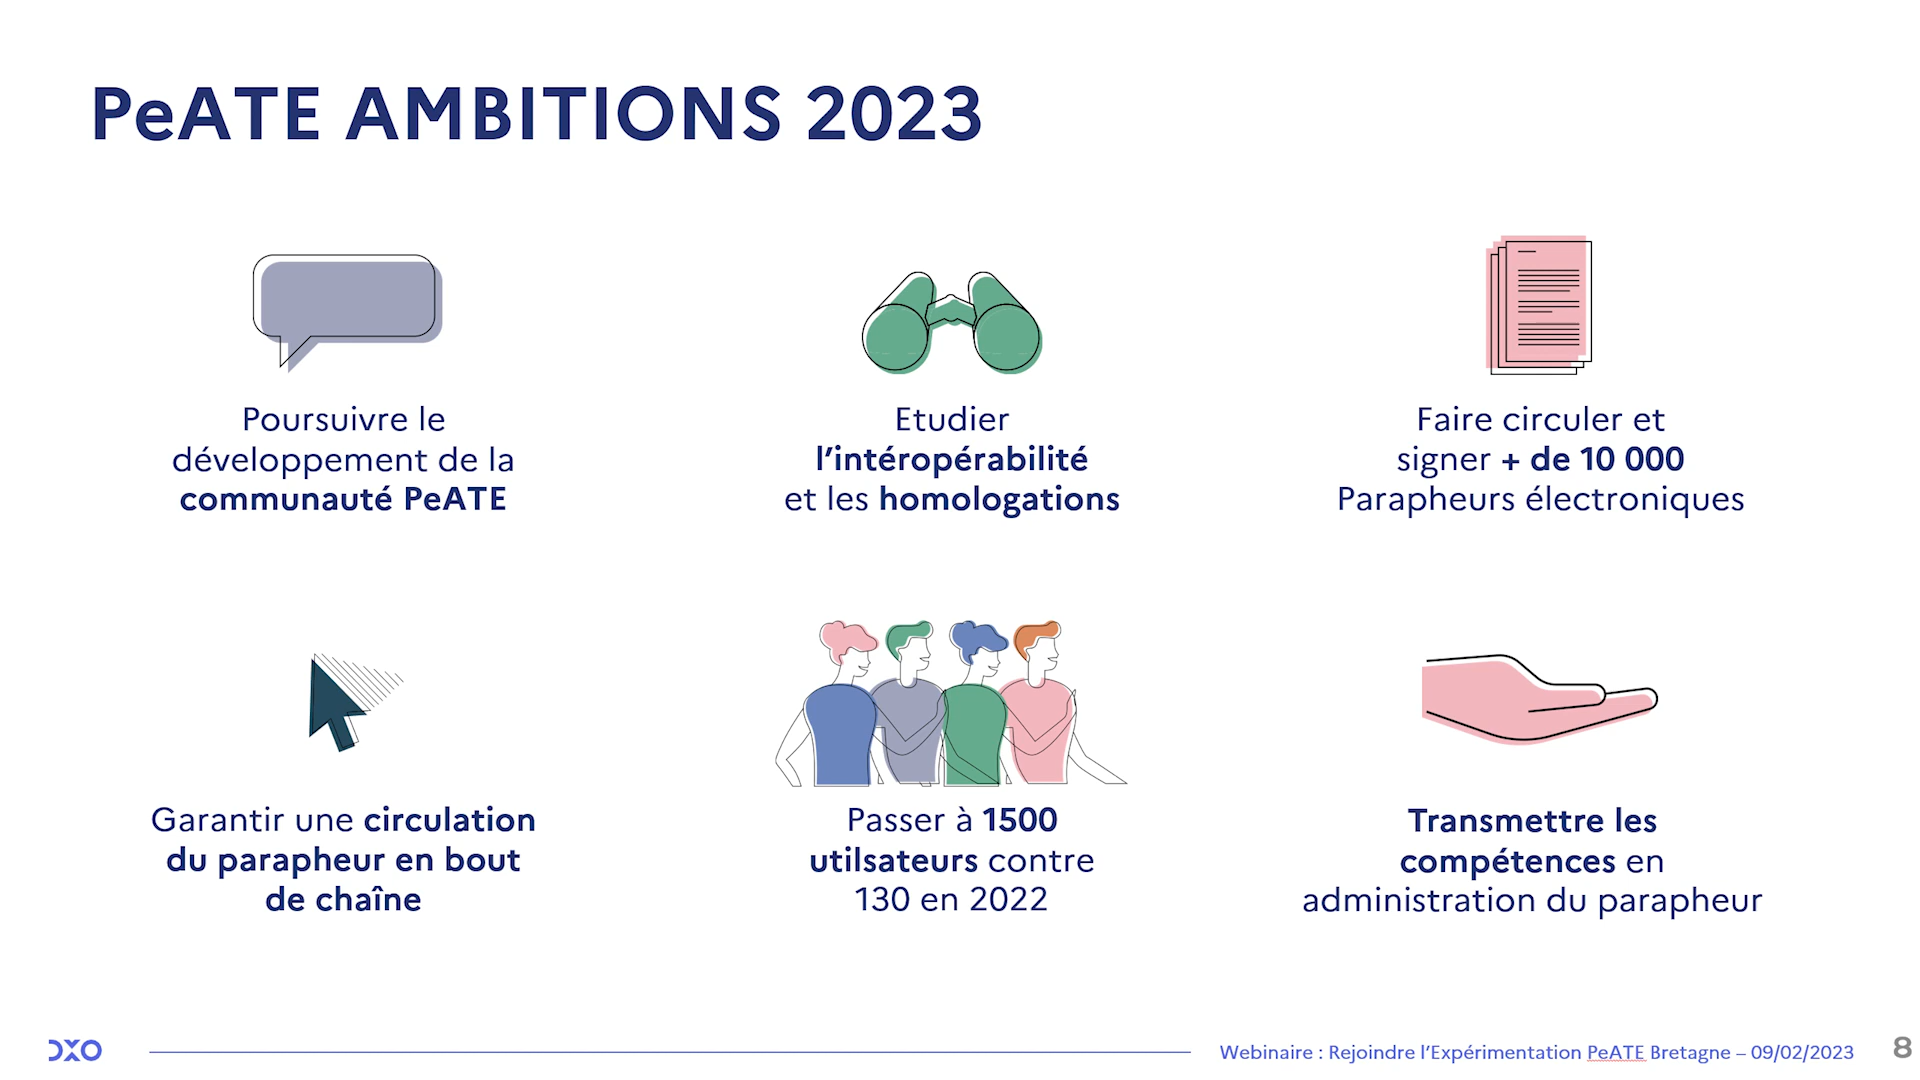 PeATE AMBITIONS 2023
Poursuivre le
développement de la
communauté PeATE
Etudier
l'intéropérabilité
et les homologations
Faire circuler et
signer + de 10 000
Parapheurs électroniques
Garantir une circulation
du parapheur en bout
de chaîne
Passer à 1500
utilsateurs contre
130 en 2022
Transmettre les
compétences en
administration du parapheur
DXO
Webinaire : Rejoindre l'Expérimentation PeATE Bretagne – 09/02/2023
8